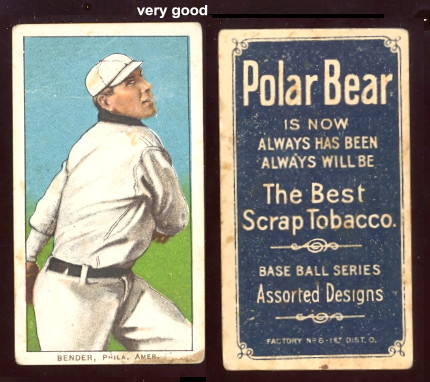 very good
BENDER, PHILA. AMER.
Polar Bear
IS NOW
ALWAYS HAS BEEN
ALWAYS WILL BE
The Best
Scrap Tobacco.
BASE BALL SERIES
Assorted Designs
FACTORY Nº 6 - 1ST DIST. O.